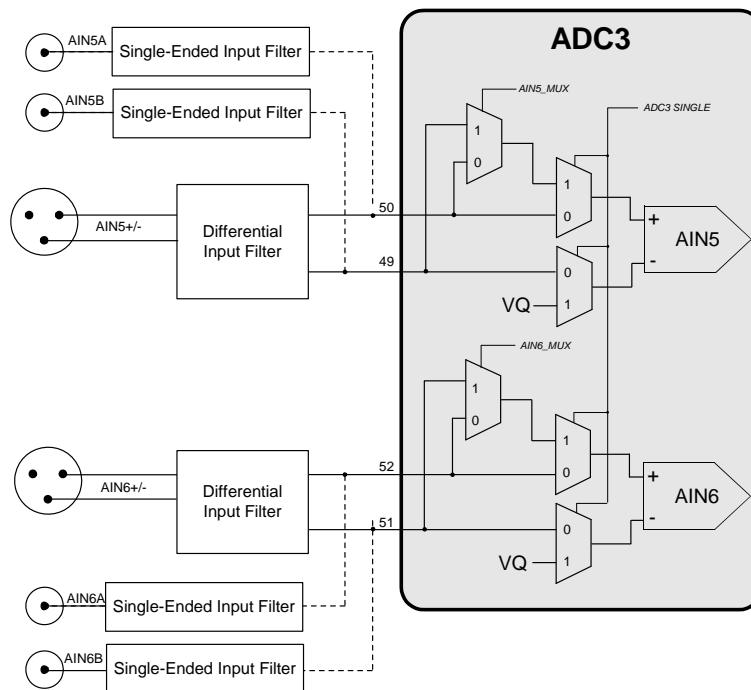 ADC3
AIN5A
Single-Ended Input Filter
AIN5B
Single-Ended Input Filter
AIN5_MUX
ADC3 SINGLE
1
0
1
0
AIN5+/-
Differential
Input Filter
50
49
+
-
AIN5
0
1
VQ
AIN6_MUX
1
0
1
0
AIN6+/-
Differential
Input Filter
52
51
+
-
AIN6
0
1
VQ
AIN6A
Single-Ended Input Filter
AIN6B
Single-Ended Input Filter